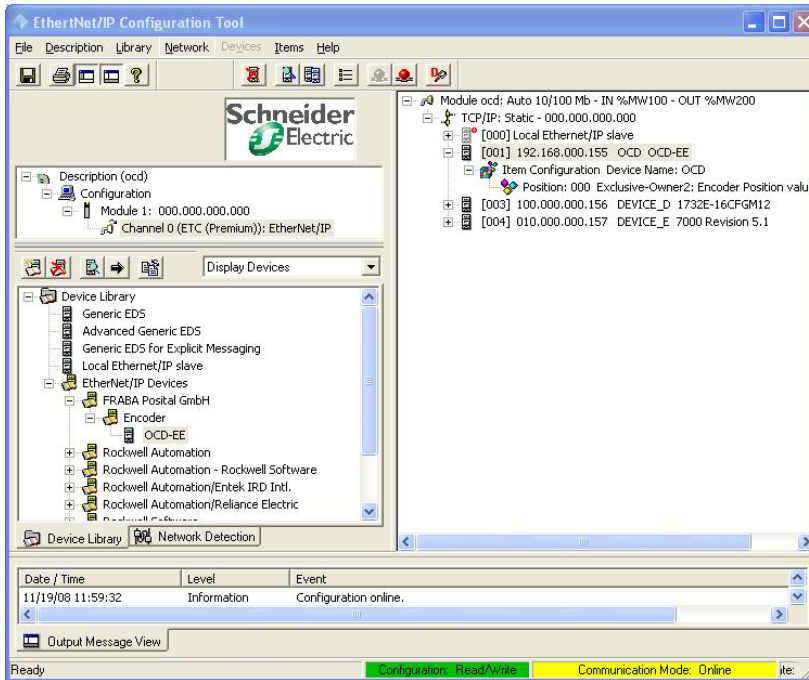 EthertNet/IP Configuration Tool
File Description Library Network Devices Items Help
Schneider
Electric
Description (ocd)
Configuration
Module 1: 000.000.000.000
Channel 0 (ETC (Premium)): EtherNet/IP
Display Devices
Device Library
Generic EDS
Advanced Generic EDS
Generic EDS for Explicit Messaging
Local Ethernet/IP slave
EtherNet/IP Devices
FRABA Posital GmbH
Encoder
OCD-EE
Rockwell Automation
Rockwell Automation - Rockwell Software
Rockwell Automation/Entek IRD Intl.
Rockwell Automation/Reliance Electric
Rockwell Software
Device Library Network Detection
Module ocd: Auto 10/100 Mb - IN %MW100 - OUT %MW200
TCP/IP: Static - 000.000.000.000
[000] Local Ethernet/IP slave
[001] 192.168.000.155 OCD OCD-EE
Item Configuration Device Name: OCD
Position: 000 Exclusive-Owner2: Encoder Position valu
[003] 100.000.000.156 DEVICE_D 1732E-16CFGM12
[004] 010.000.000.157 DEVICE_E 7000 Revision 5.1
Date / Time Level Event
11/19/08 11:59:32 Information Configuration online.
Output Message View
Ready Configuration: Read/Write Communication Mode: Online ite: